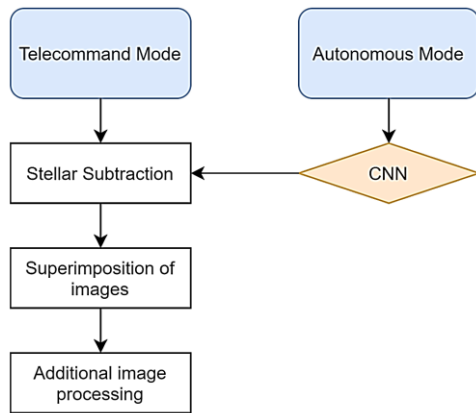 Telecommand Mode
Autonomous Mode
Stellar Subtraction
CNN
Superimposition of
images
Additional image
processing